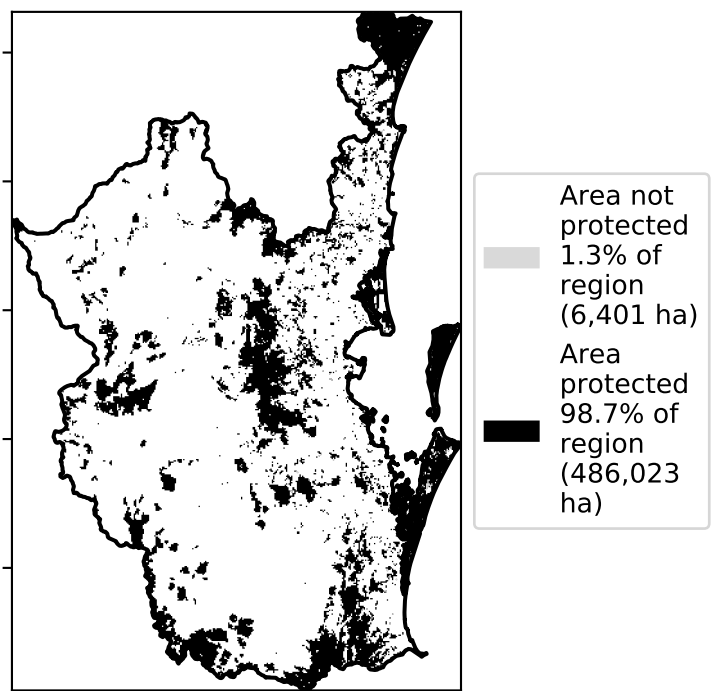 Area not
protected
1.3% of
region
(6,401 ha)
Area
protected
98.7% of
region
(486,023
ha)